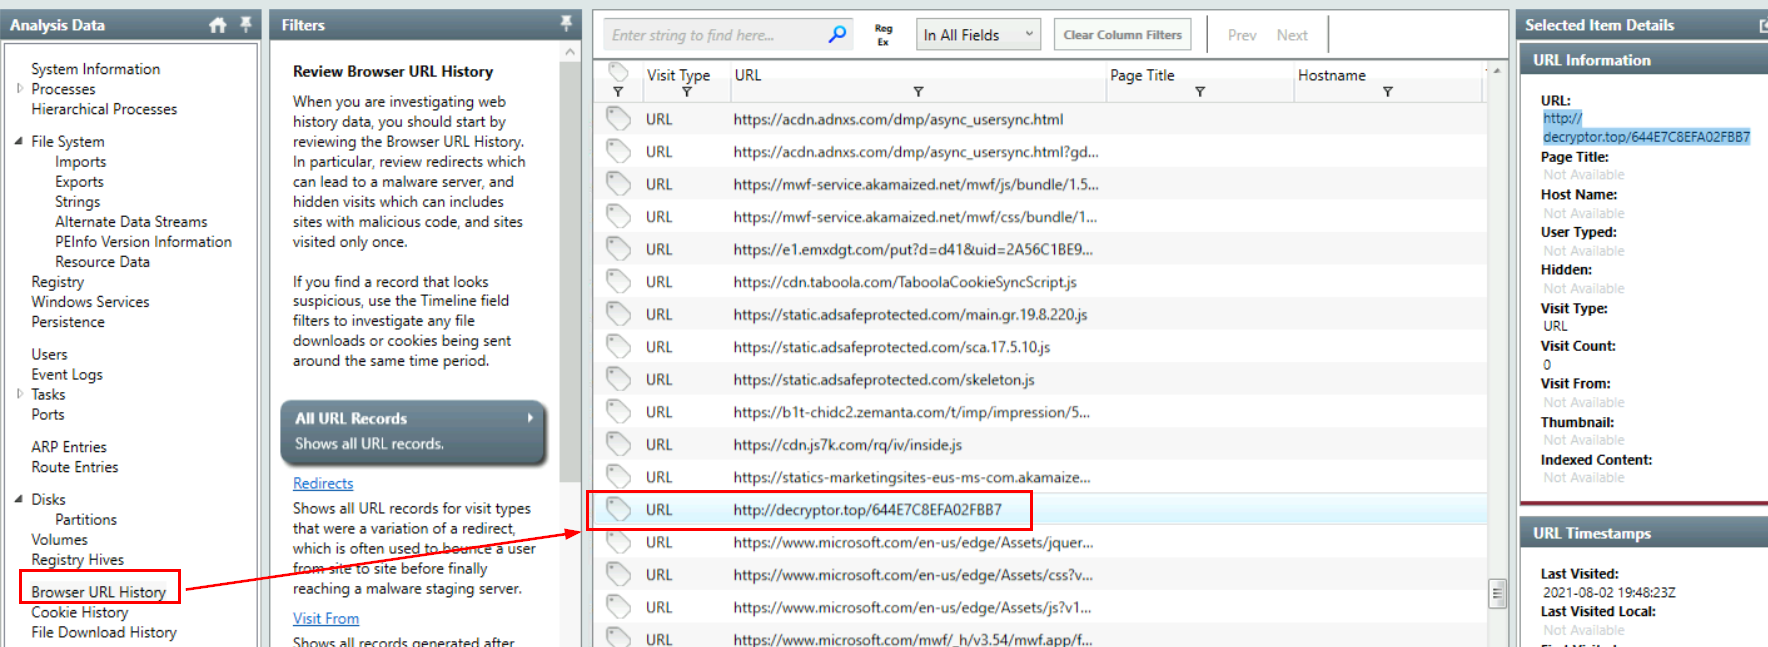 Analysis Data
System Information
Processes
Hierarchical Processes
File System
Imports
Exports
Strings
Alternate Data Streams
PEInfo Version Information
Resource Data
Registry
Windows Services
Persistence
Users
Event Logs
Tasks
Ports
ARP Entries
Route Entries
Disks
Partitions
Volumes
Registry Hives
Browser URL History
Cookie History
File Download History
Filters
Review Browser URL History
When you are investigating web
history data, you should start by
reviewing the Browser URL History.
In particular, review redirects which
can lead to a malware server, and
hidden visits which can includes
sites with malicious code, and sites
visited only once.
If you find a record that looks
suspicious, use the Timeline field
filters to investigate any file
downloads or cookies being sent
around the same time period.
All URL Records
Shows all URL records.
Redirects
Shows all URL records for visit types
that were a variation of a redirect,
which is often used to bounce a user
from site to site before finally
reaching a malware staging server.
Visit From
Shows all records generated after
Enter string to find here...
Reg
Ex
In All Fields
Clear Column Filters
Prev Next
Visit Type URL Page Title Hostname
URL https://acdn.adnxs.com/dmp/async_usersync.html
URL https://acdn.adnxs.com/dmp/async_usersync.html?gd...
URL https://mwf-service.akamaized.net/mwf/js/bundle/1.5...
URL https://mwf-service.akamaized.net/mwf/css/bundle/1...
URL https://e1.emxdgt.com/put?d=d41&uid=2A56C1BE9...
URL https://cdn.taboola.com/TaboolaCookieSyncScript.js
URL https://static.adsafeprotected.com/main.gr.19.8.220.js
URL https://static.adsafeprotected.com/sca.17.5.10.js
URL https://static.adsafeprotected.com/skeleton.js
URL https://b1t-chidc2.zemanta.com/t/imp/impression/5...
URL https://cdn.js7k.com/rq/iv/inside.js
URL https://statics-marketingsites-eus-ms-com.akamaize...
URL http://decryptor.top/644E7C8EFA02FBB7
URL https://www.microsoft.com/en-us/edge/Assets/jquer...
URL https://www.microsoft.com/en-us/edge/Assets/css?v...
URL https://www.microsoft.com/en-us/edge/Assets/js?v1...
URL https://www.microsoft.com/mwf/_h/v3.54/mwf.app/f...
Selected Item Details
URL Information
URL:
http://
decryptor.top/644E7C8EFA02FBB7
Page Title:
Not Available
Host Name:
Not Available
User Typed:
Not Available
Hidden:
Not Available
Visit Type:
URL
Visit Count:
0
Visit From:
Not Available
Thumbnail:
Not Available
Indexed Content:
Not Available
URL Timestamps
Last Visited:
2021-08-02 19:48:23Z
Last Visited Local:
Not Available